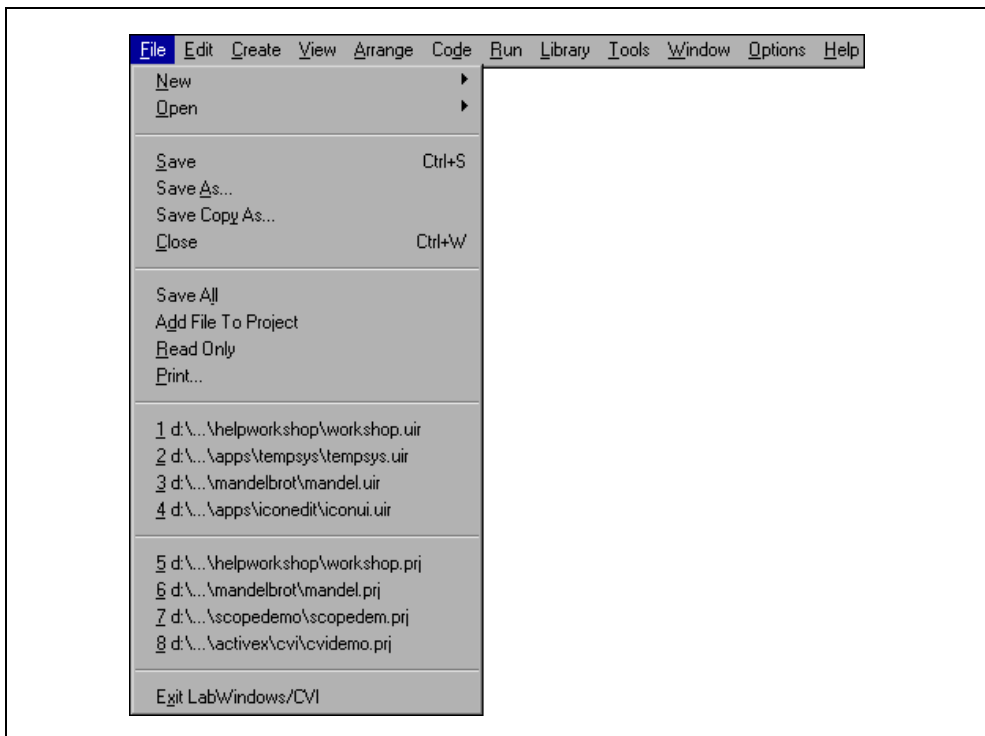 File Edit Create View Arrange Code Run Library Tools Window Options Help
New
Open
Save Ctrl+S
Save As...
Save Copy As...
Close Ctrl+W
Save All
Add File To Project
Read Only
Print...
1 d:\...\helpworkshop\workshop.uir
2 d:\...\apps\tempsys\tempsys.uir
3 d:\...\mandelbrot\mandel.uir
4 d:\...\apps\iconedit\iconui.uir
5 d:\...\helpworkshop\workshop.prj
6 d:\...\mandelbrot\mandel.prj
7 d:\...\scopedemo\scopedem.prj
8 d:\...\activex\cvi\cvidemo.prj
Exit LabWindows/CVI